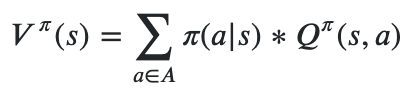 V^π(s) = ∑_{a∈A} π(a|s) * Q^π(s, a)